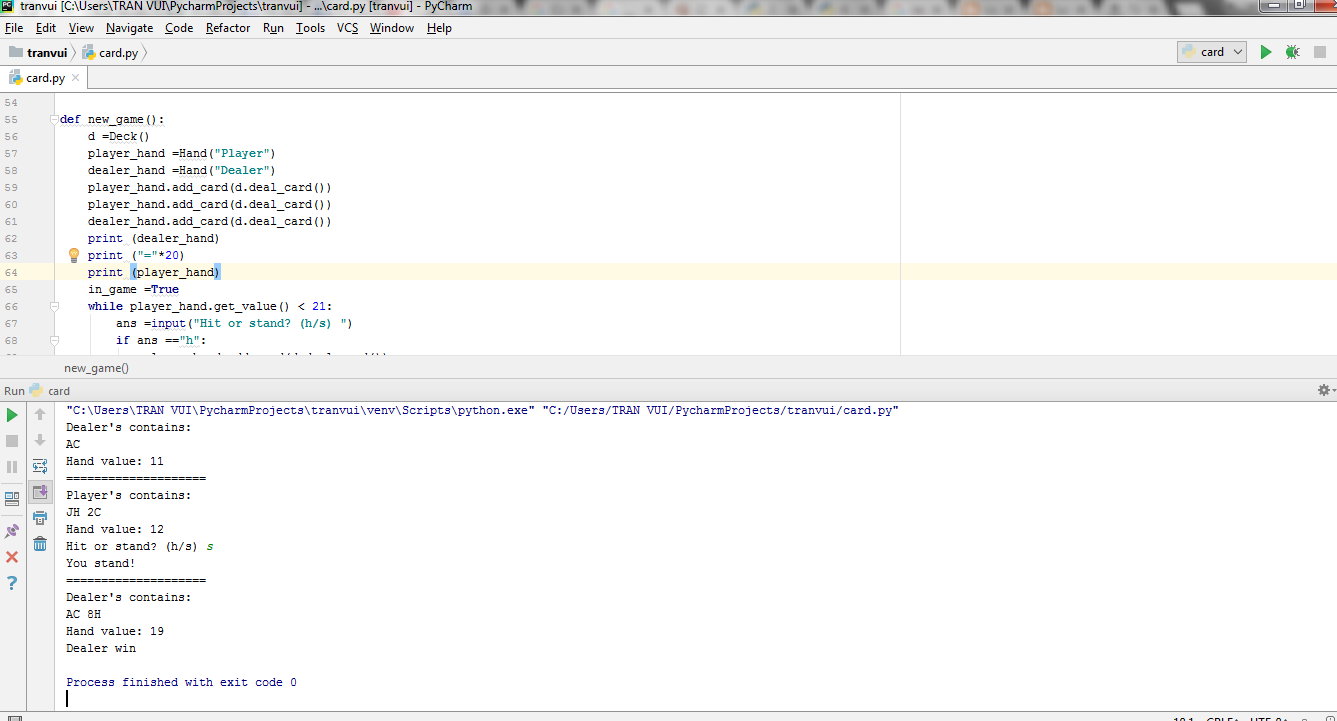 tranvui [C:\Users\TRAN VUI\PycharmProjects\tranvui] - ...\card.py [tranvui] - PyCharm
File Edit View Navigate Code Refactor Run Tools VCS Window Help
tranvui card.py card
card.py
54
55 def new_game():
56 d =Deck()
57 player_hand =Hand("Player")
58 dealer_hand =Hand("Dealer")
59 player_hand.add_card(d.deal_card())
60 player_hand.add_card(d.deal_card())
61 dealer_hand.add_card(d.deal_card())
62 print (dealer_hand)
63 print ("="*20)
64 print (player_hand)
65 in_game =True
66 while player_hand.get_value() < 21:
67 ans =input("Hit or stand? (h/s) ")
68 if ans =="h":
new_game()
Run card
"C:\Users\TRAN VUI\PycharmProjects\tranvui\venv\Scripts\python.exe" "C:/Users/TRAN VUI/PycharmProjects/tranvui/card.py"
Dealer's contains:
AC
Hand value: 11
====================
Player's contains:
JH 2C
Hand value: 12
Hit or stand? (h/s) s
You stand!
====================
Dealer's contains:
AC 8H
Hand value: 19
Dealer win
Process finished with exit code 0